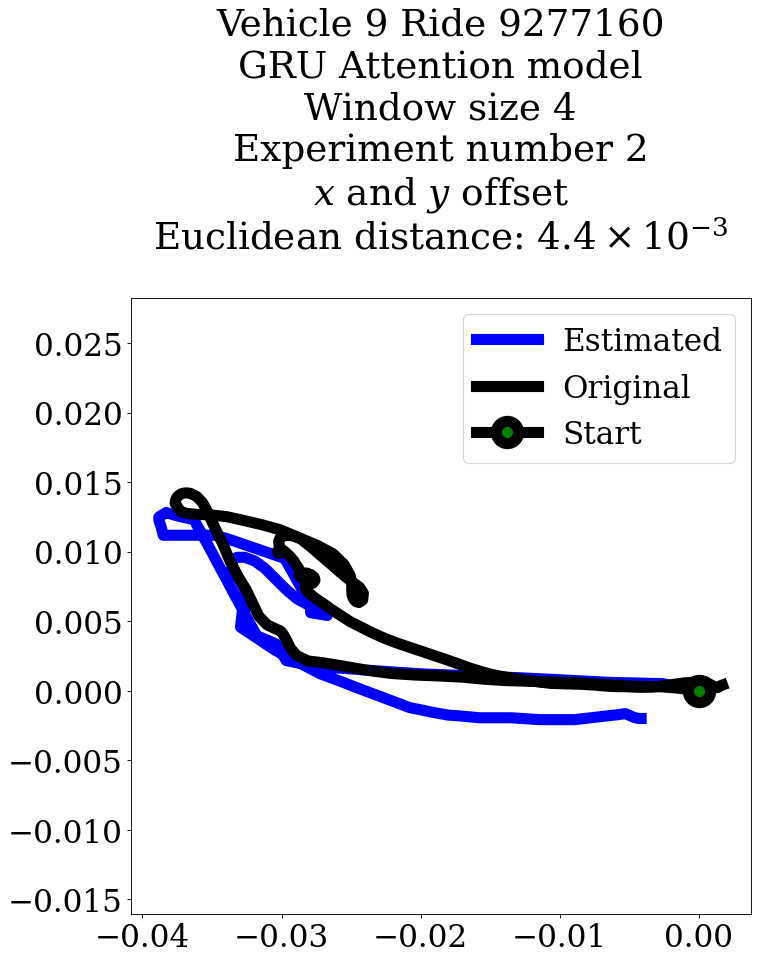 Vehicle 9 Ride 9277160
GRU Attention model
Window size 4
Experiment number 2
x and y offset
Euclidean distance: 4.4 × 10⁻³
Estimated
Original
Start
0.025
0.020
0.015
0.010
0.005
0.000
−0.005
−0.010
−0.015
−0.04 −0.03 −0.02 −0.01 0.00